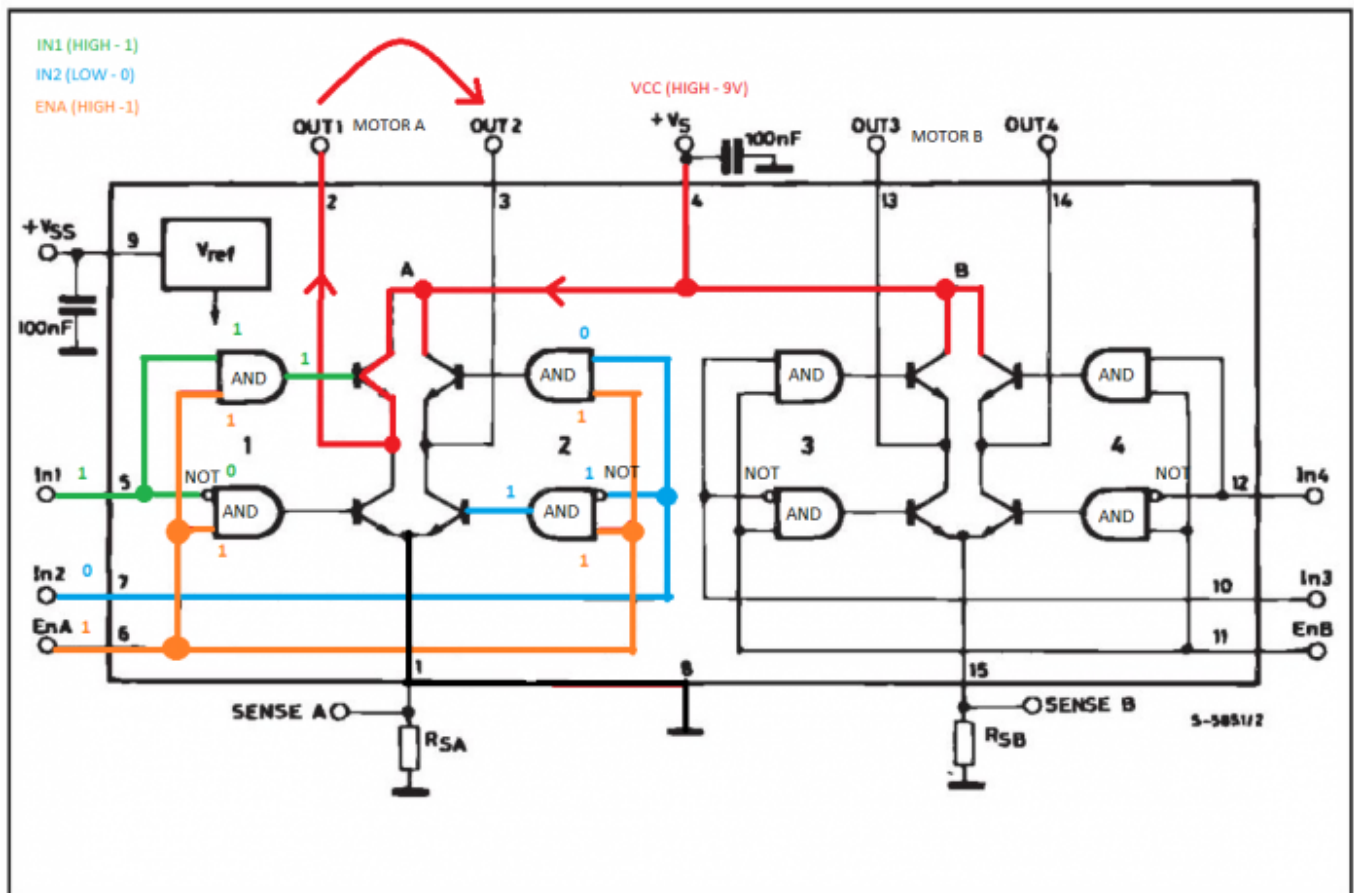 IN1 (HIGH - 1)
IN2 (LOW - 0)
ENA (HIGH -1)
VCC (HIGH - 9V)
OUT1 MOTOR A OUT2 +VS 100nF OUT3 MOTOR B OUT4
2 3 4 13 14
+VSS 9 Vref
A B
100nF
1 0
1
AND AND AND AND
1 1
1 2 3 4
NOT 0 1 NOT NOT NOT
In1 1 5 12 In4
AND 1 AND AND AND
1 1
In2 0 7 10 In3
EnA 1 6 11 EnB
1 8 15
SENSE A SENSE B
S-5851/2
RSA RSB